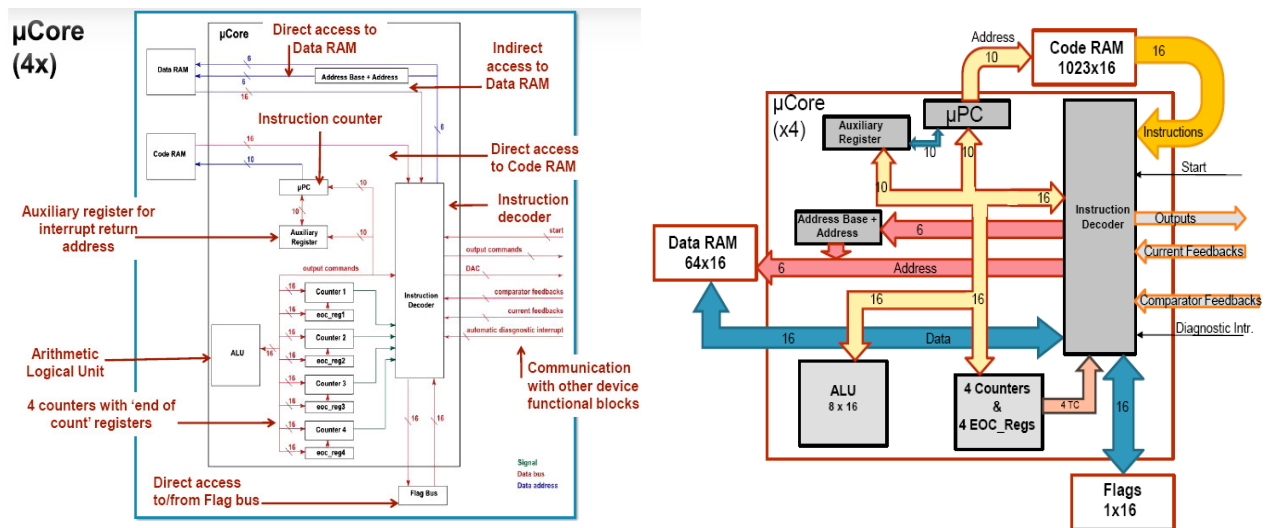 µCore
(4x)
µCore
Direct access to
Data RAM
Indirect
access to
Data RAM
Data RAM
6
6
16
Address Base + Address
6
Instruction counter
Code RAM
16
10
Direct access
to Code RAM
µPC
10
10
Auxiliary register for
interrupt return
address
Auxiliary
Register
10
Instruction
decoder
start
output commands
DAC
comparator feedbacks
current feedbacks
automatic diagnostic interrupt
Instruction
Decoder
output commands
16
Counter 1
16
eoc_reg1
16
Counter 2
16
eoc_reg2
16
Counter 3
16
eoc_reg3
16
Counter 4
16
eoc_reg4
16
ALU
Arithmetic
Logical Unit
4 counters with 'end of
count' registers
Communication
with other device
functional blocks
16
16
Signal
Data bus
Data address
Direct access
to/from Flag bus
Flag Bus
Address
10
Code RAM
1023x16
16
Instructions
µCore
(x4)
Auxiliary
Register
µPC
10
10
10
16
Instruction
Decoder
Start
Outputs
Current Feedbacks
Comparator Feedbacks
Diagnostic Intr.
Address Base +
Address
6
Data RAM
64x16
6
Address
16
16
16
Data
ALU
8 x 16
4 Counters
&
4 EOC_Regs
4 TC
16
Flags
1x16